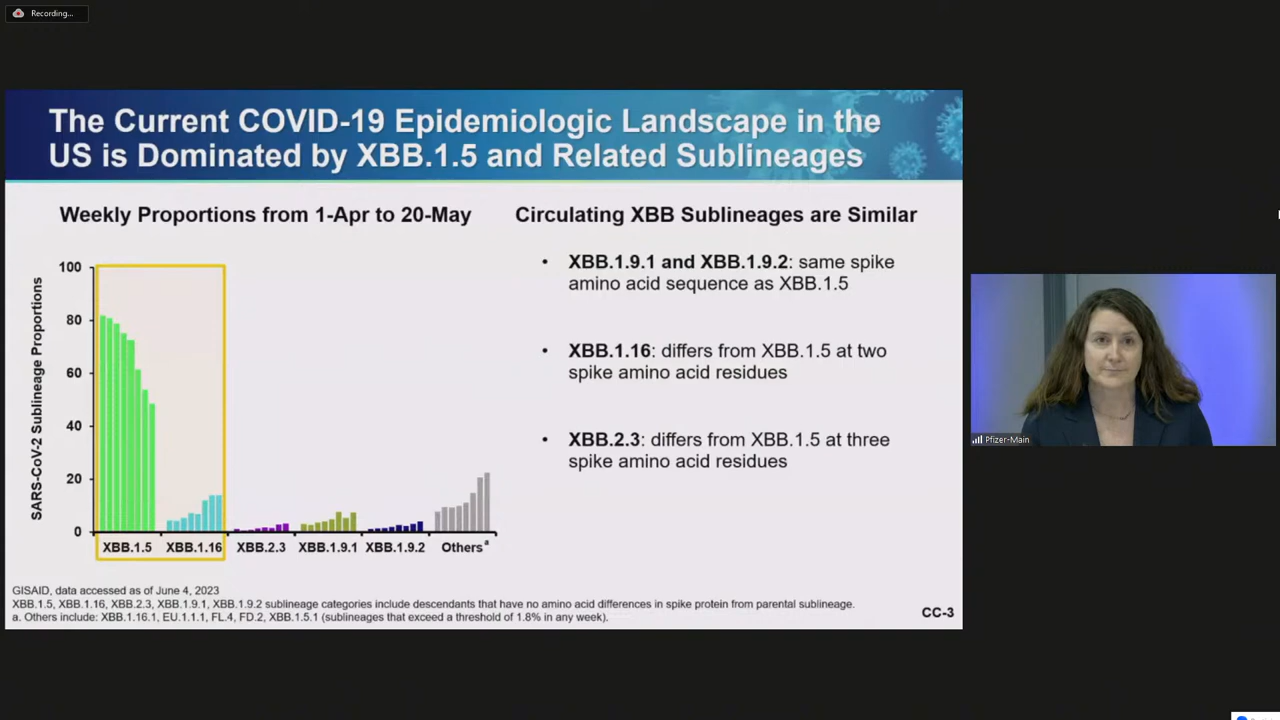 Recording...
The Current COVID-19 Epidemiologic Landscape in the
US is Dominated by XBB.1.5 and Related Sublineages
Weekly Proportions from 1-Apr to 20-May
SARS-CoV-2 Sublineage Proportions
100
80
60
40
20
0
XBB.1.5 XBB.1.16 XBB.2.3 XBB.1.9.1 XBB.1.9.2 Others a
Circulating XBB Sublineages are Similar
• XBB.1.9.1 and XBB.1.9.2: same spike
amino acid sequence as XBB.1.5
• XBB.1.16: differs from XBB.1.5 at two
spike amino acid residues
• XBB.2.3: differs from XBB.1.5 at three
spike amino acid residues
GISAID, data accessed as of June 4, 2023
XBB.1.5, XBB.1.16, XBB.2.3, XBB.1.9.1, XBB.1.9.2 sublineage categories include descendants that have no amino acid differences in spike protein from parental sublineage.
a. Others include: XBB.1.16.1, EU.1.1.1, FL.4, FD.2, XBB.1.5.1 (sublineages that exceed a threshold of 1.8% in any week).
CC-3
Pfizer-Main